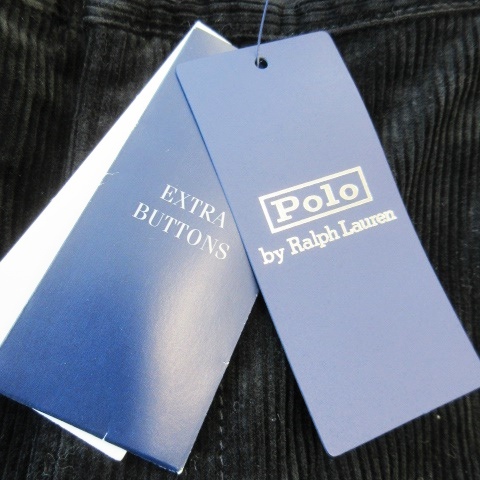 EXTRA
BUTTONS
Polo
by Ralph Lauren